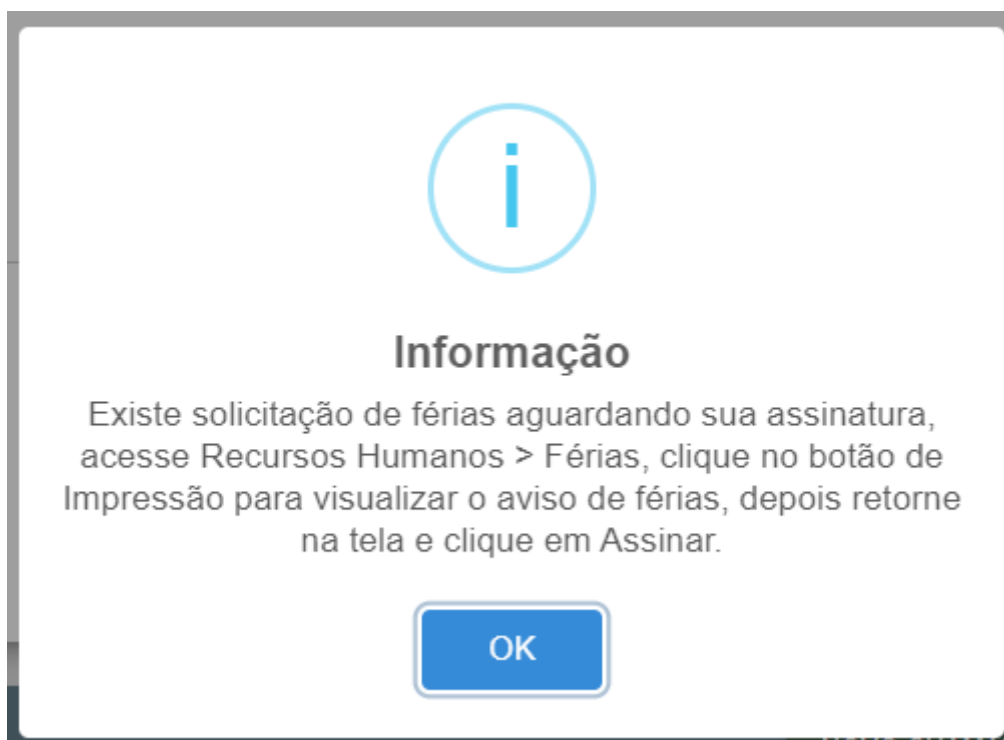 i
Informação
Existe solicitação de férias aguardando sua assinatura,
acesse Recursos Humanos > Férias, clique no botão de
Impressão para visualizar o aviso de férias, depois retorne
na tela e clique em Assinar.
OK